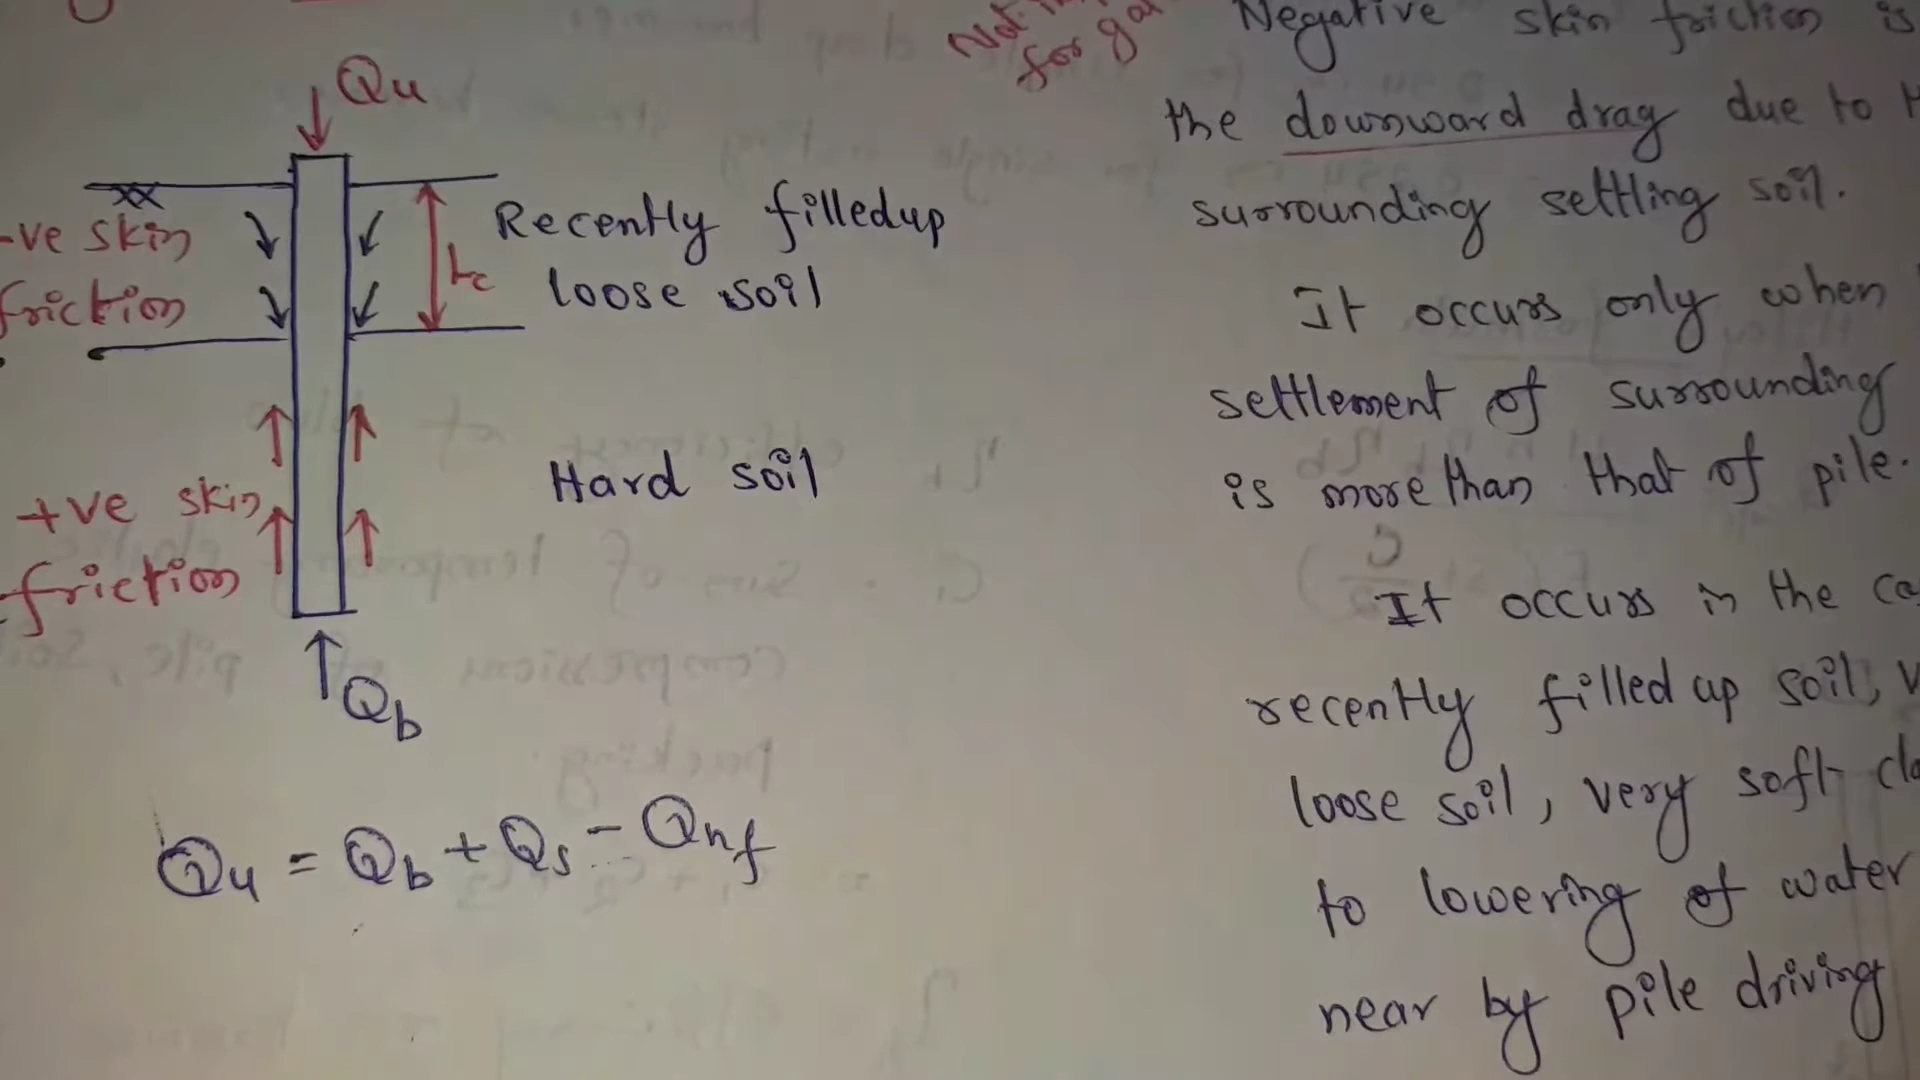 Qu
-ve skin
friction
Lc
Recently filledup
loose soil
Hard soil
+ve skin
friction
Qb
Qu = Qb + Qs - Qnf
for
Negative skin friction is
the downward drag due to
surrounding settling soil.
It occurs only when
settlement of surrounding
is more than that of pile.
It occurs in the
recently filled up soil,
loose soil, very soft
to lowering of water
near by pile driving